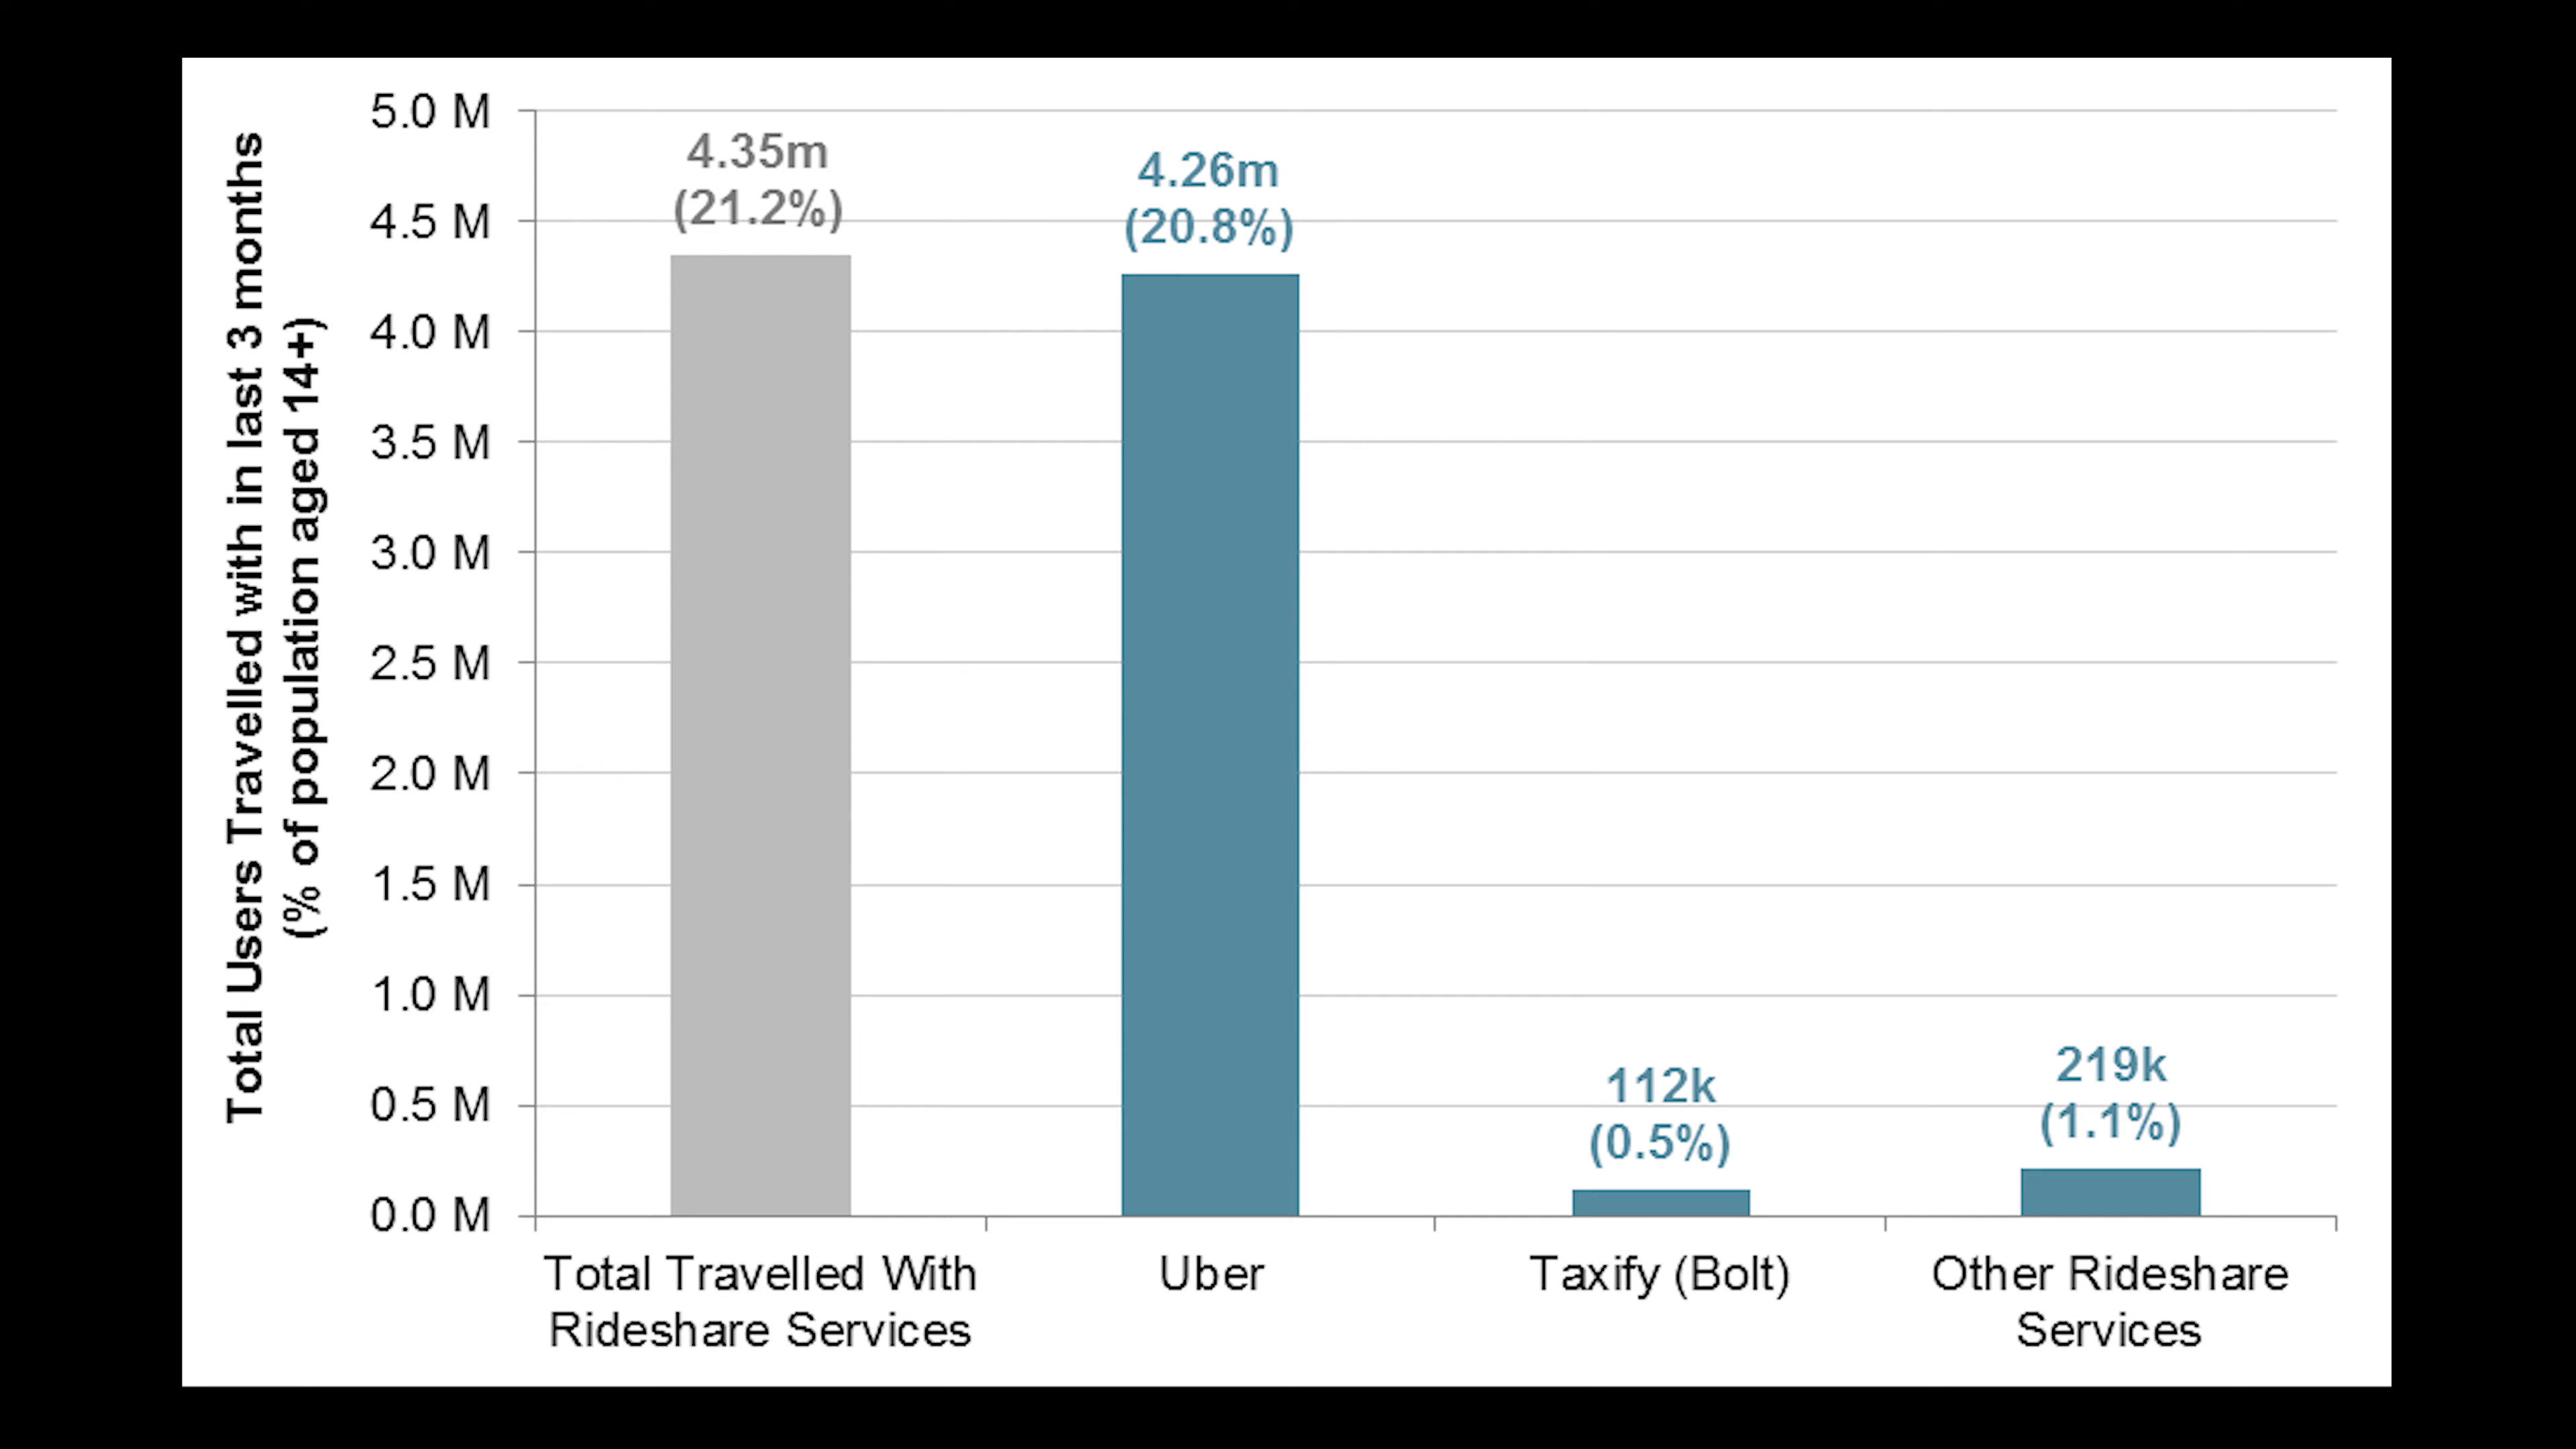 Total Users Travelled with in last 3 months
(% of population aged 14+)
5.0 M
4.5 M
4.0 M
3.5 M
3.0 M
2.5 M
2.0 M
1.5 M
1.0 M
0.5 M
0.0 M
4.35m
(21.2%)
4.26m
(20.8%)
112k
(0.5%)
219k
(1.1%)
Total Travelled With
Rideshare Services
Uber
Taxify (Bolt)
Other Rideshare
Services